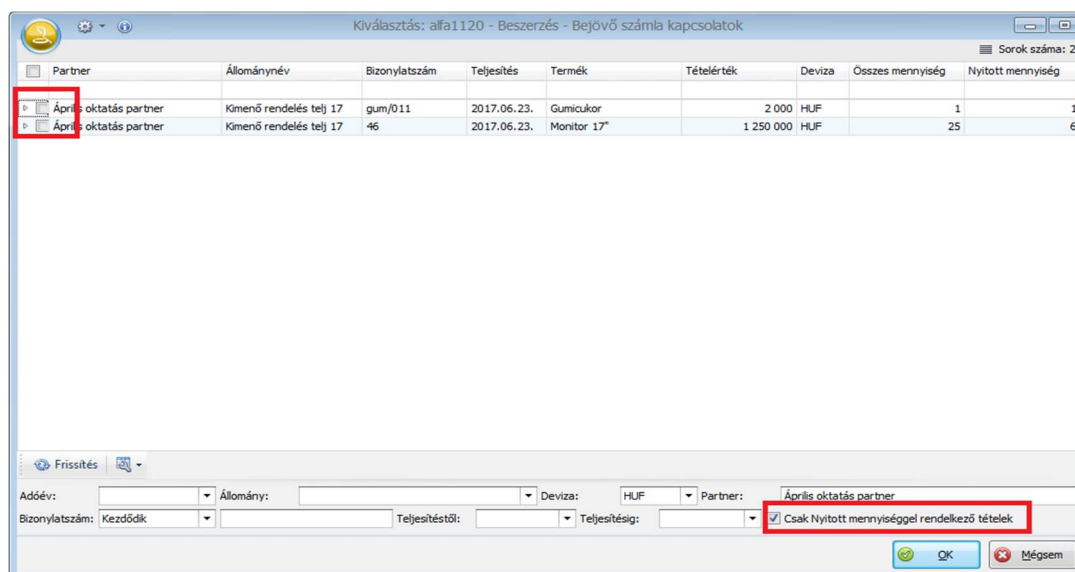 Kiválasztás: alfa1120 - Beszerzés - Bejövő számla kapcsolatok
Sorok száma: 2
Partner Állománynév Bizonylatszám Teljesítés Termék Tételérték Deviza Összes mennyiség Nyitott mennyiség
Április oktatás partner Kimenő rendelés telj 17 gum/011 2017.06.23. Gumicukor 2 000 HUF 1 1
Április oktatás partner Kimenő rendelés telj 17 46 2017.06.23. Monitor 17" 1 250 000 HUF 25 6
Frissítés
Adóév: Állomány: Deviza: HUF Partner: Április oktatás partner
Bizonylatszám: Kezdődik Teljesítéstől: Teljesítésig: Csak Nyitott mennyiséggel rendelkező tételek
OK Mégsem